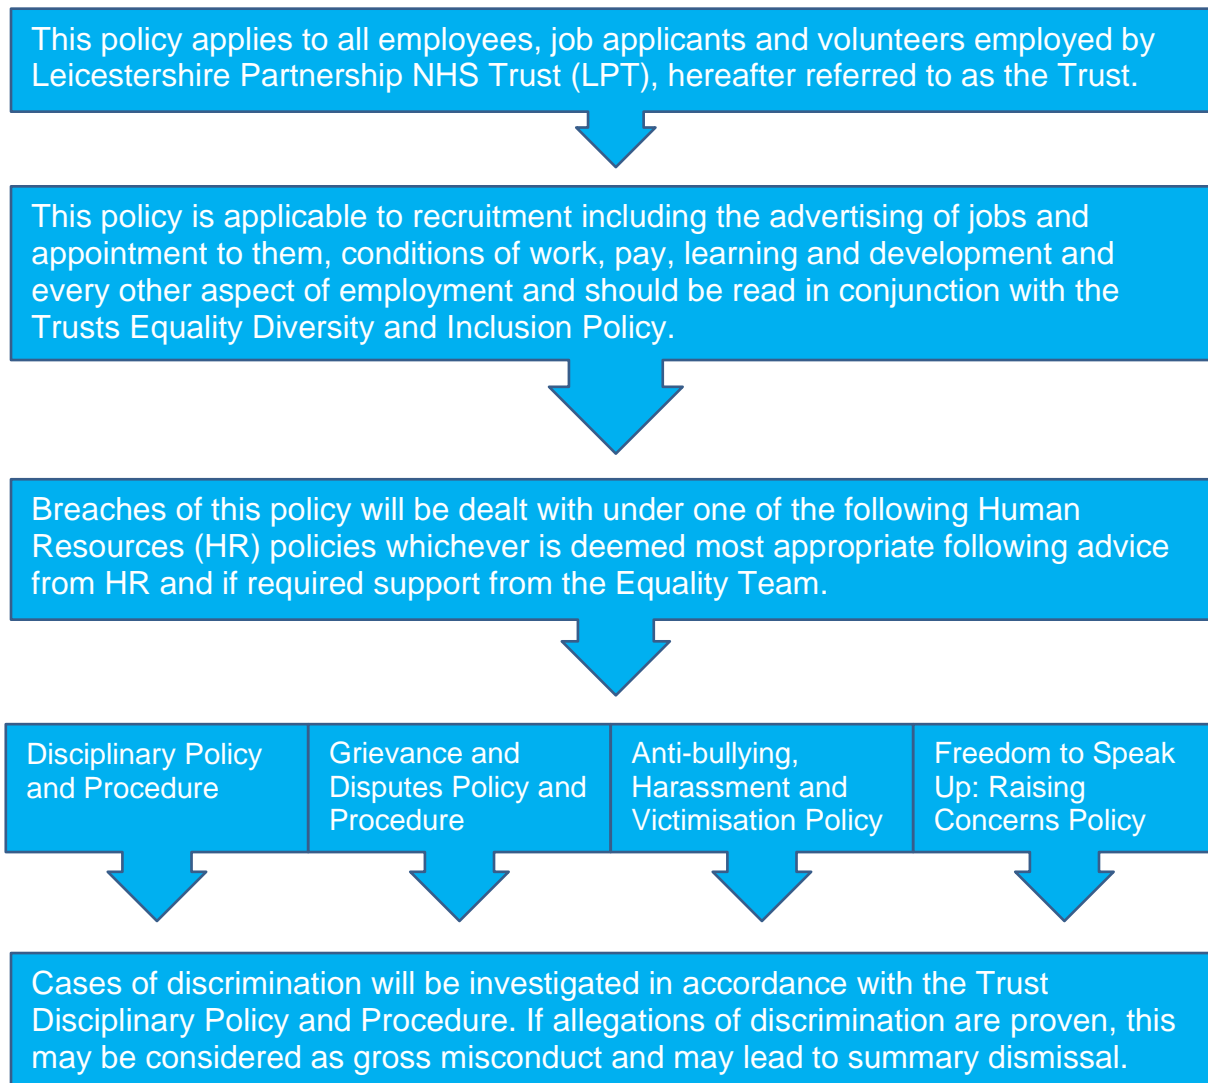 This policy applies to all employees, job applicants and volunteers employed by
Leicestershire Partnership NHS Trust (LPT), hereafter referred to as the Trust.
This policy is applicable to recruitment including the advertising of jobs and
appointment to them, conditions of work, pay, learning and development and
every other aspect of employment and should be read in conjunction with the
Trusts Equality Diversity and Inclusion Policy.
Breaches of this policy will be dealt with under one of the following Human
Resources (HR) policies whichever is deemed most appropriate following advice
from HR and if required support from the Equality Team.
Disciplinary Policy
and Procedure
Grievance and
Disputes Policy and
Procedure
Anti-bullying,
Harassment and
Victimisation Policy
Freedom to Speak
Up: Raising
Concerns Policy
Cases of discrimination will be investigated in accordance with the Trust
Disciplinary Policy and Procedure. If allegations of discrimination are proven, this
may be considered as gross misconduct and may lead to summary dismissal.